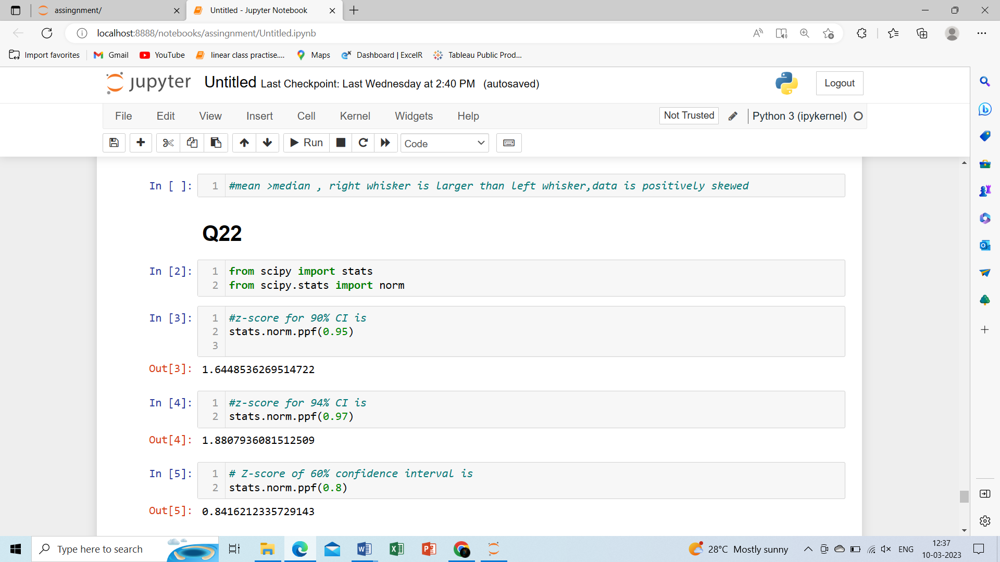 assingnment/
Untitled - Jupyter Notebook
localhost:8888/notebooks/assingnment/Untitled.ipynb
Import favorites
Gmail
YouTube
linear class practise....
Maps
Dashboard | ExcelR
Tableau Public Prod...
jupyter Untitled Last Checkpoint: Last Wednesday at 2:40 PM (autosaved)
Logout
File Edit View Insert Cell Kernel Widgets Help
Not Trusted
Python 3 (ipykernel)
Run
Code
In [ ]: 1 #mean >median , right whisker is larger than left whisker,data is positively skewed
Q22
In [2]: 1 from scipy import stats
2 from scipy.stats import norm
In [3]: 1 #z-score for 90% CI is
2 stats.norm.ppf(0.95)
3
Out[3]: 1.6448536269514722
In [4]: 1 #z-score for 94% CI is
2 stats.norm.ppf(0.97)
Out[4]: 1.8807936081512509
In [5]: 1 # Z-score of 60% confidence interval is
2 stats.norm.ppf(0.8)
Out[5]: 0.8416212335729143
Type here to search
28°C Mostly sunny
ENG
12:37
10-03-2023